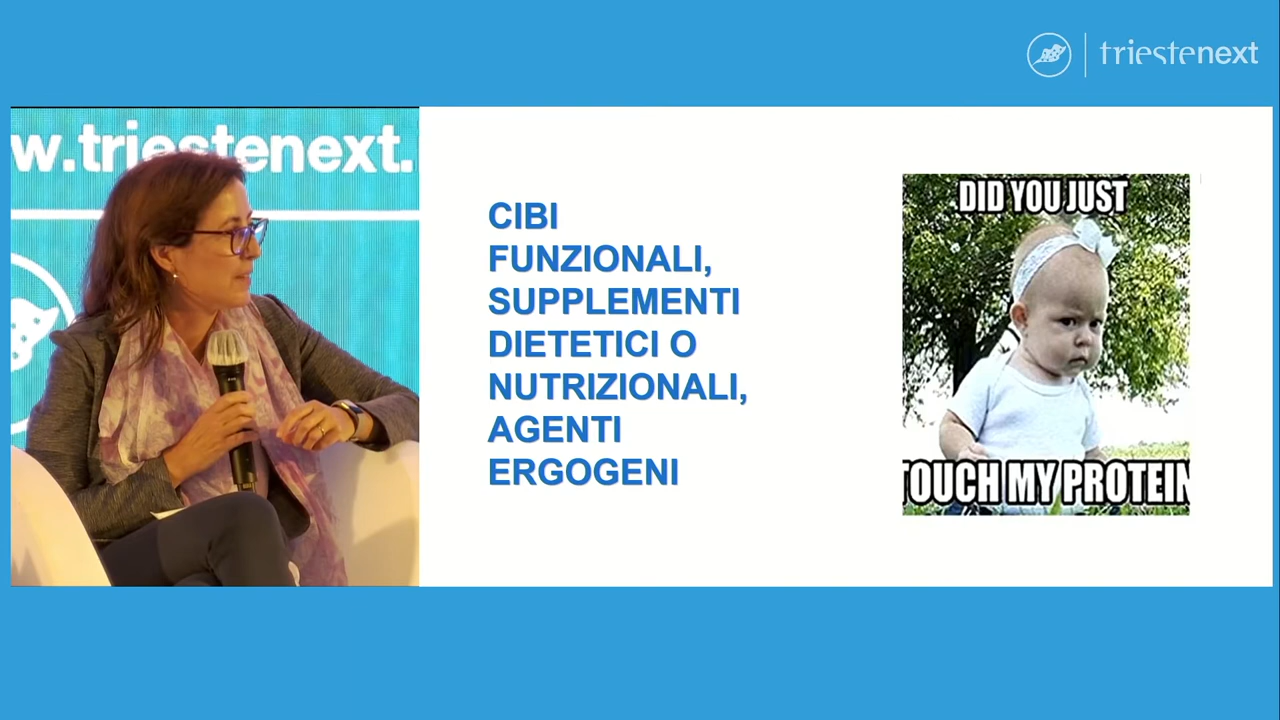 triestenext
w.triestenext.
CIBI
FUNZIONALI,
SUPPLEMENTI
DIETETICI O
NUTRIZIONALI,
AGENTI
ERGOGENI
DID YOU JUST
TOUCH MY PROTEIN